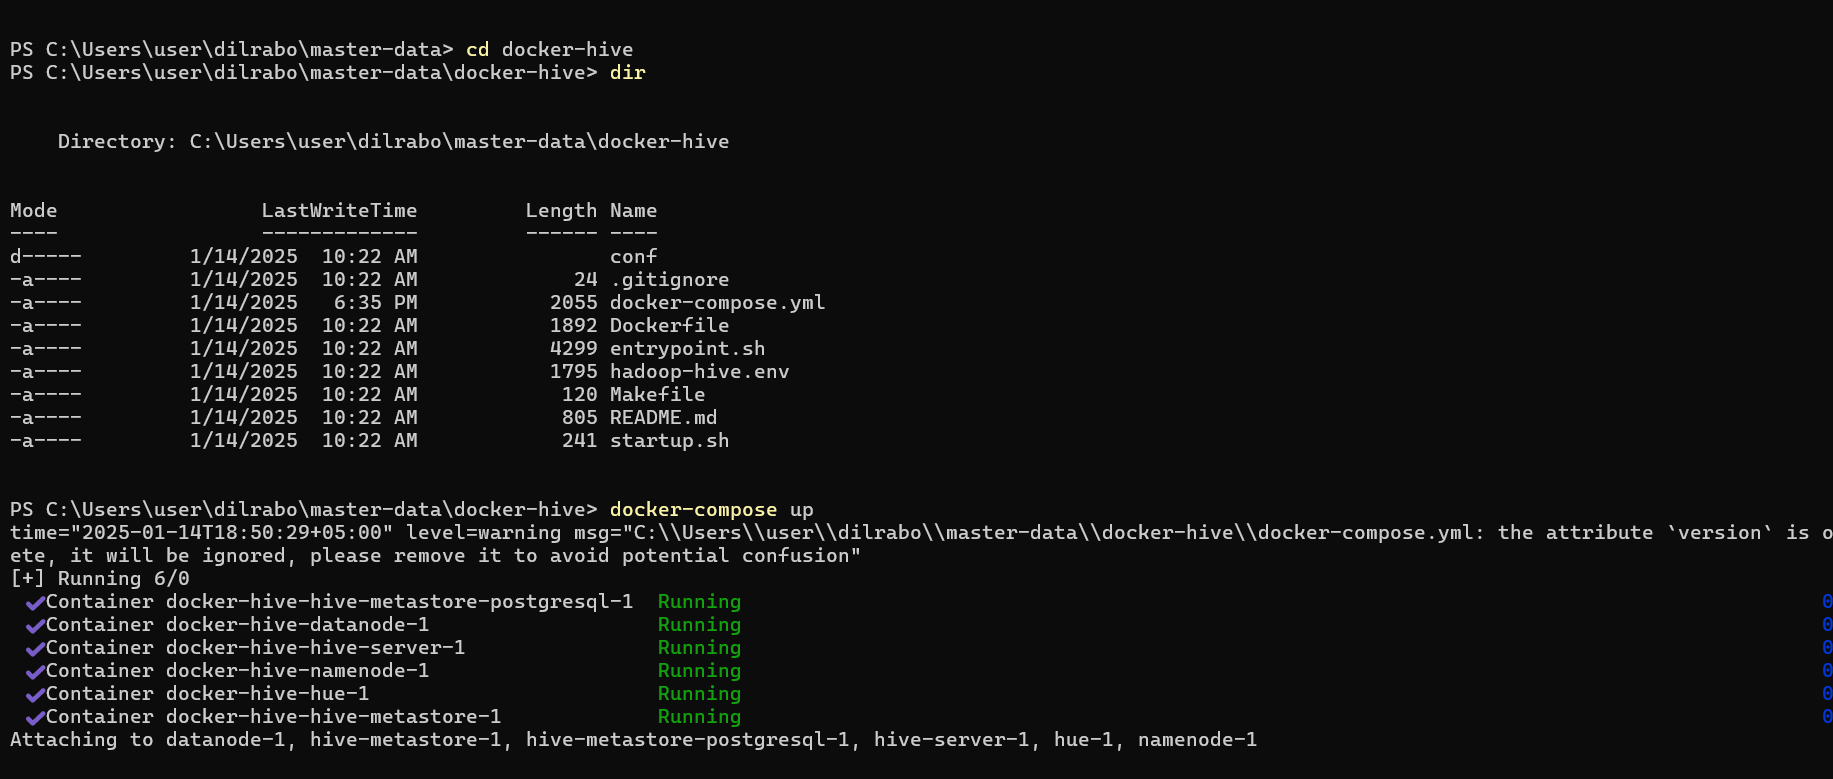 PS C:\Users\user\dilrabo\master-data> cd docker-hive
PS C:\Users\user\dilrabo\master-data\docker-hive> dir
Directory: C:\Users\user\dilrabo\master-data\docker-hive
Mode                 LastWriteTime         Length Name
----                 -------------         ------ ----
d-----         1/14/2025  10:22 AM                conf
-a----         1/14/2025  10:22 AM             24 .gitignore
-a----         1/14/2025   6:35 PM           2055 docker-compose.yml
-a----         1/14/2025  10:22 AM           1892 Dockerfile
-a----         1/14/2025  10:22 AM           4299 entrypoint.sh
-a----         1/14/2025  10:22 AM           1795 hadoop-hive.env
-a----         1/14/2025  10:22 AM            120 Makefile
-a----         1/14/2025  10:22 AM            805 README.md
-a----         1/14/2025  10:22 AM            241 startup.sh
PS C:\Users\user\dilrabo\master-data\docker-hive> docker-compose up
time="2025-01-14T18:50:29+05:00" level=warning msg="C:\\Users\\user\\dilrabo\\master-data\\docker-hive\\docker-compose.yml: the attribute `version` is o
ete, it will be ignored, please remove it to avoid potential confusion"
[+] Running 6/0
✔Container docker-hive-hive-metastore-postgresql-1  Running 0
✔Container docker-hive-datanode-1                   Running 0
✔Container docker-hive-hive-server-1                Running 0
✔Container docker-hive-namenode-1                   Running 0
✔Container docker-hive-hue-1                        Running 0
✔Container docker-hive-hive-metastore-1             Running 0
Attaching to datanode-1, hive-metastore-1, hive-metastore-postgresql-1, hive-server-1, hue-1, namenode-1